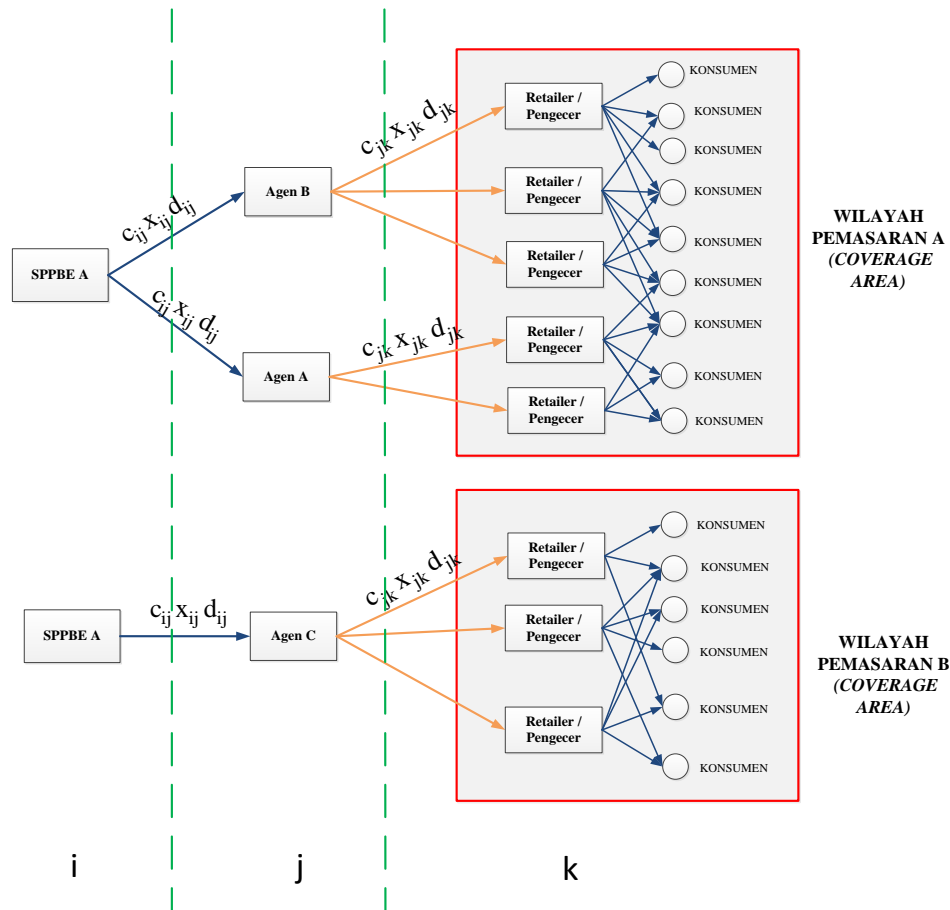 SPPBE A
c_ij x_ij d_ij
c_ij x_ij d_ij
Agen B
Agen A
c_jk x_jk d_jk
c_jk x_jk d_jk
Retailer /
Pengecer
Retailer /
Pengecer
Retailer /
Pengecer
Retailer /
Pengecer
Retailer /
Pengecer
KONSUMEN
KONSUMEN
KONSUMEN
KONSUMEN
KONSUMEN
KONSUMEN
KONSUMEN
KONSUMEN
KONSUMEN
WILAYAH
PEMASARAN A
(COVERAGE
AREA)
SPPBE A
c_ij x_ij d_ij
Agen C
c_jk x_jk d_jk
Retailer /
Pengecer
Retailer /
Pengecer
Retailer /
Pengecer
KONSUMEN
KONSUMEN
KONSUMEN
KONSUMEN
KONSUMEN
KONSUMEN
WILAYAH
PEMASARAN B
(COVERAGE
AREA)
i
j
k